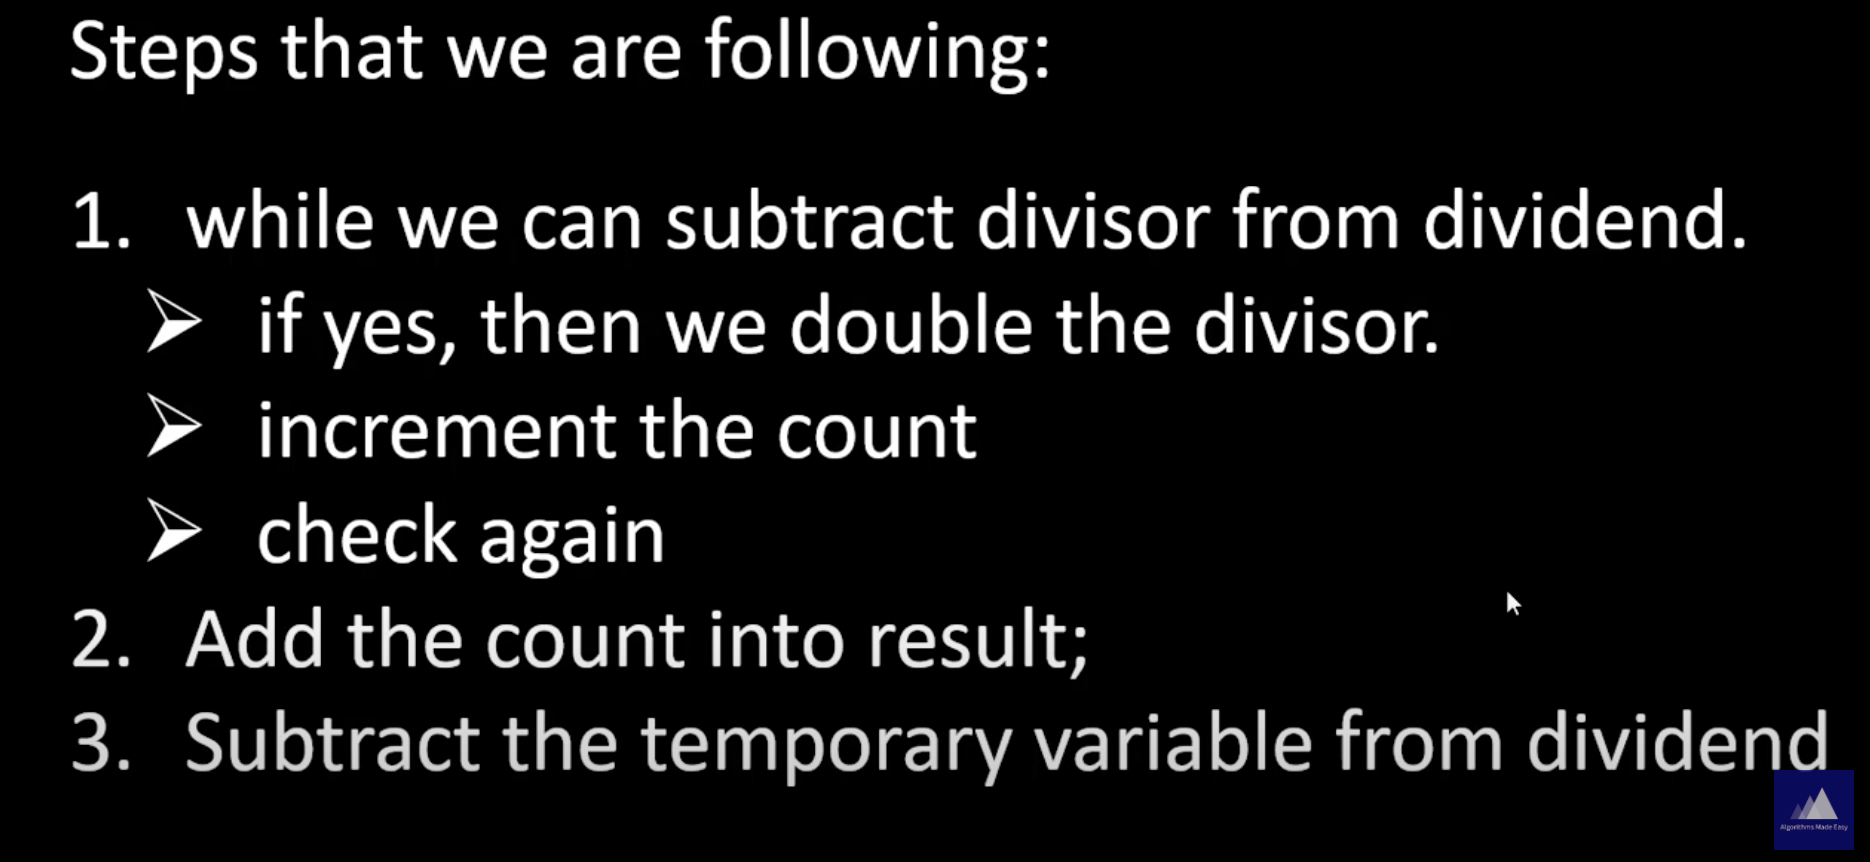 Steps that we are following:
1. while we can subtract divisor from dividend.
➢ if yes, then we double the divisor.
➢ increment the count
➢ check again
2. Add the count into result;
3. Subtract the temporary variable from dividend
Algorithms Made Easy